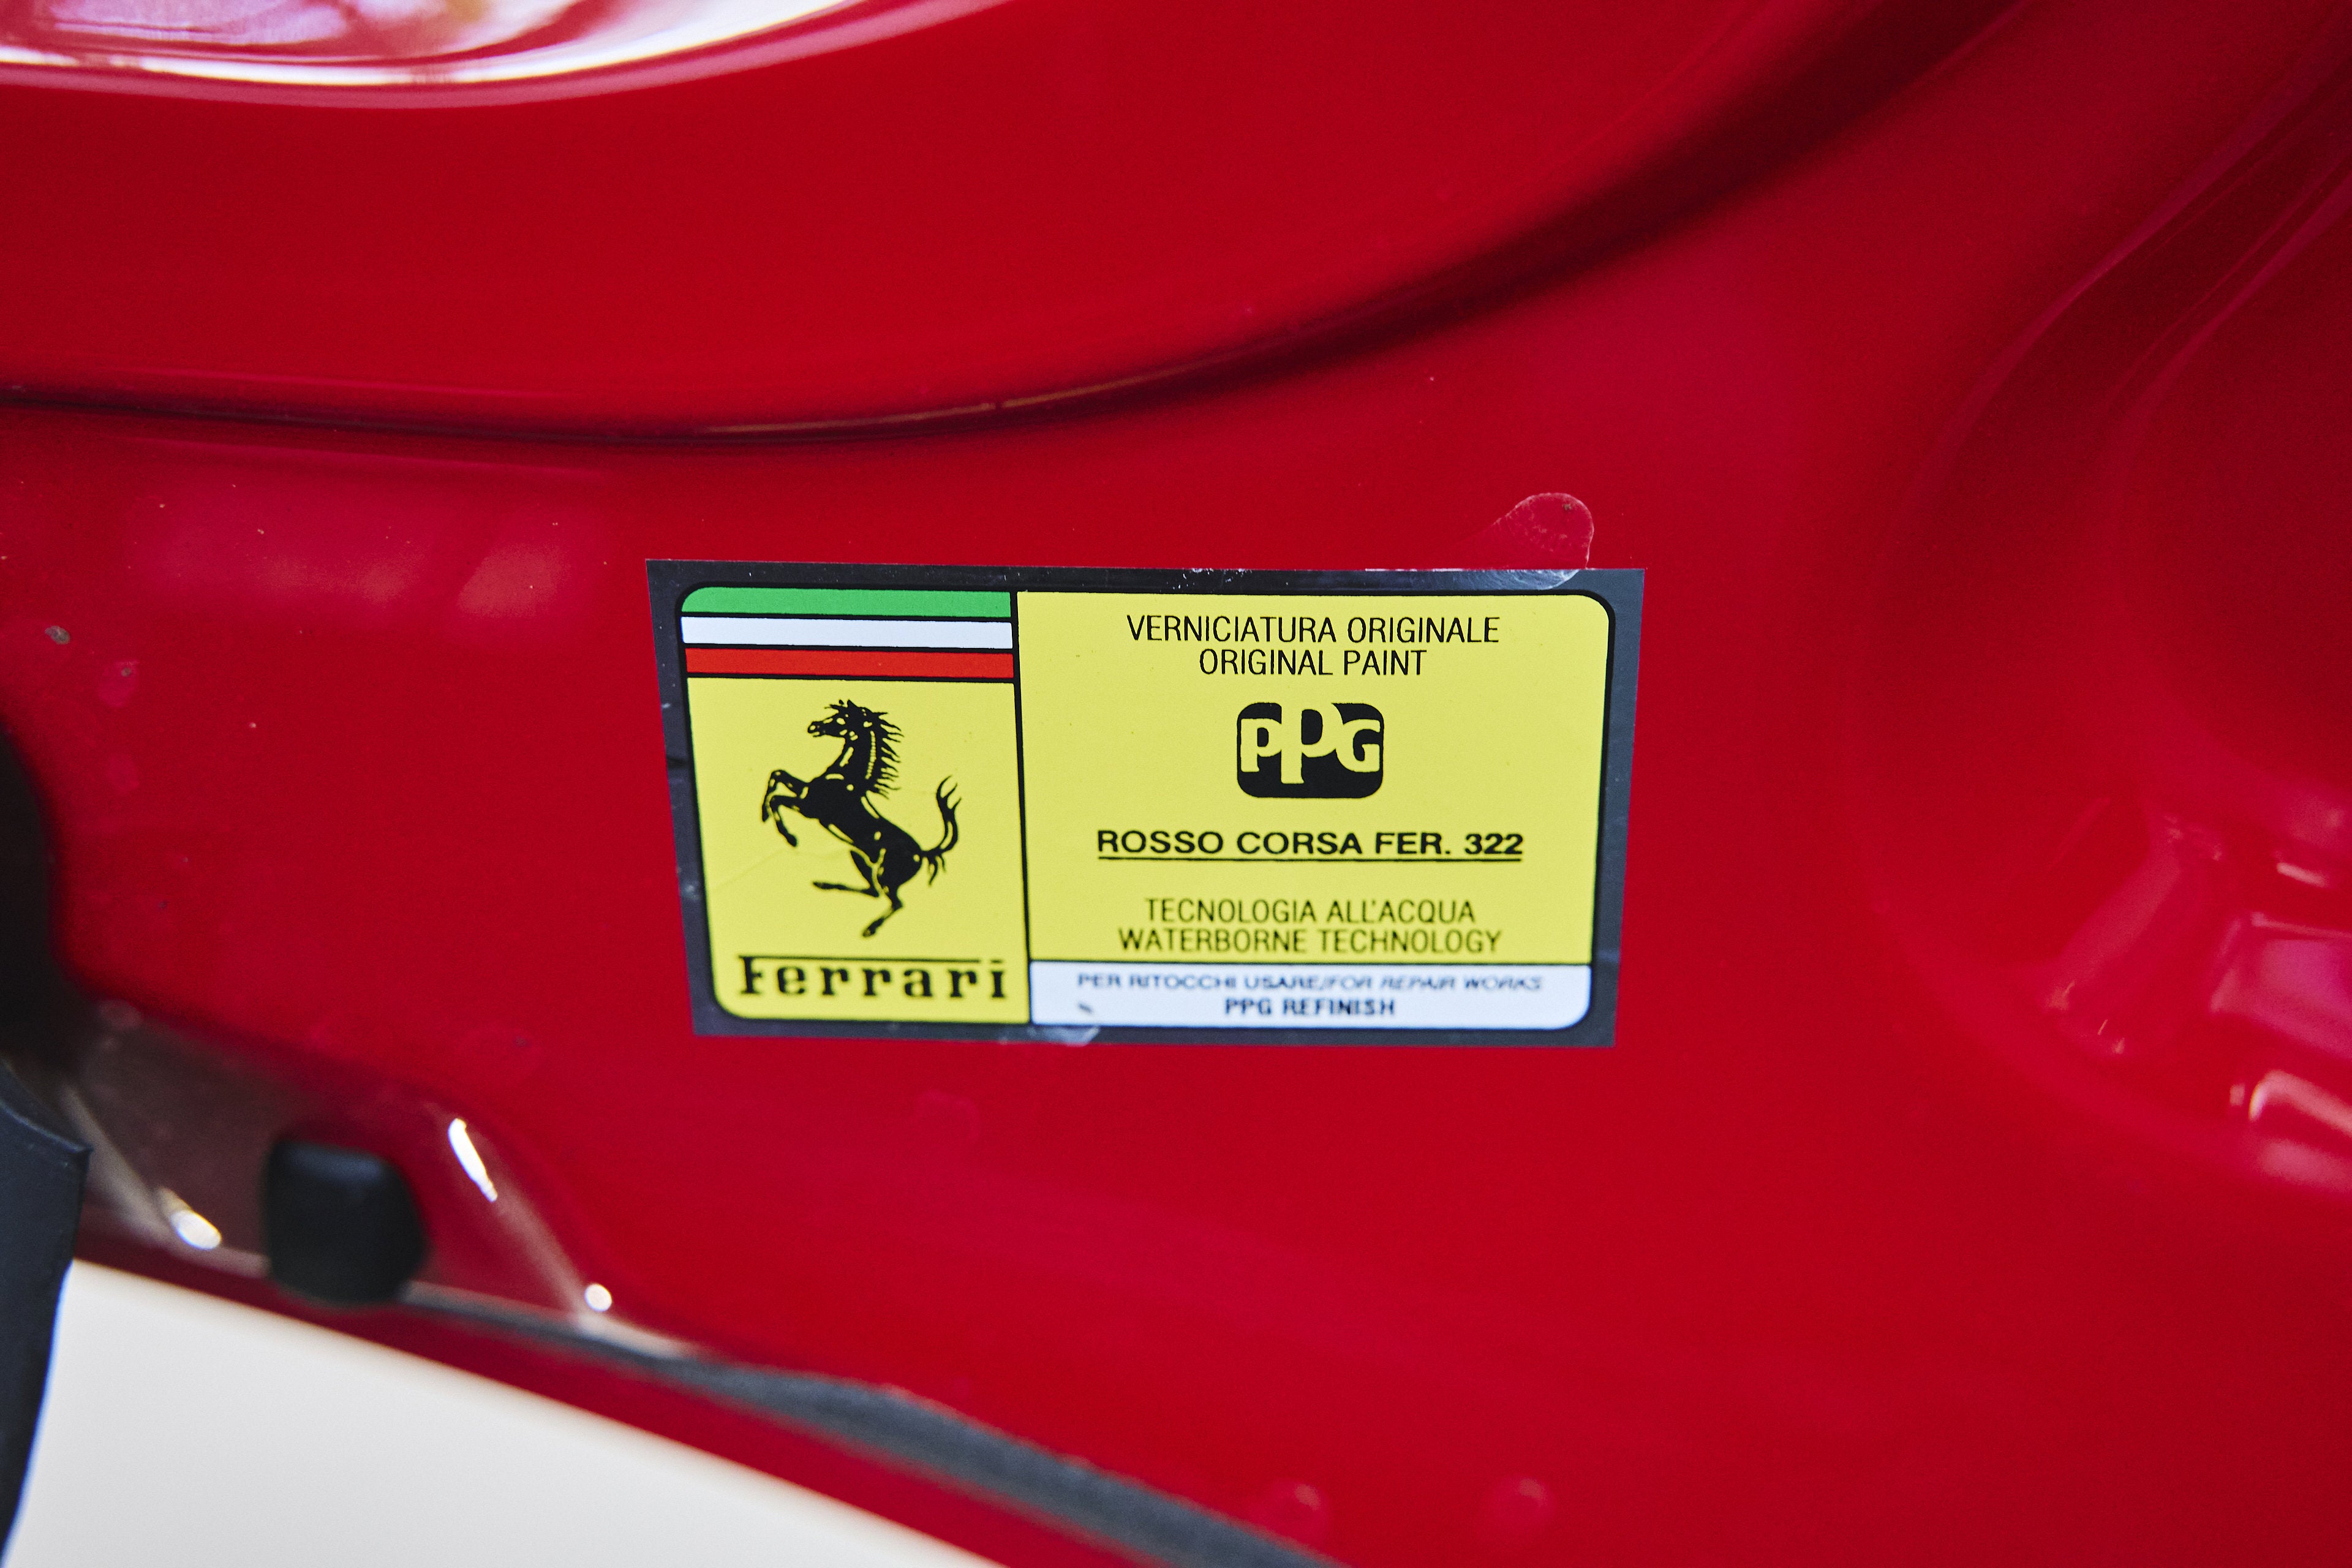 Ferrari
VERNICIATURA ORIGINALE
ORIGINAL PAINT
PPG
ROSSO CORSA FER. 322
TECNOLOGIA ALL'ACQUA
WATERBORNE TECHNOLOGY
PER RITOCCHI USARE/FOR REPAIR WORKS
PPG REFINISH